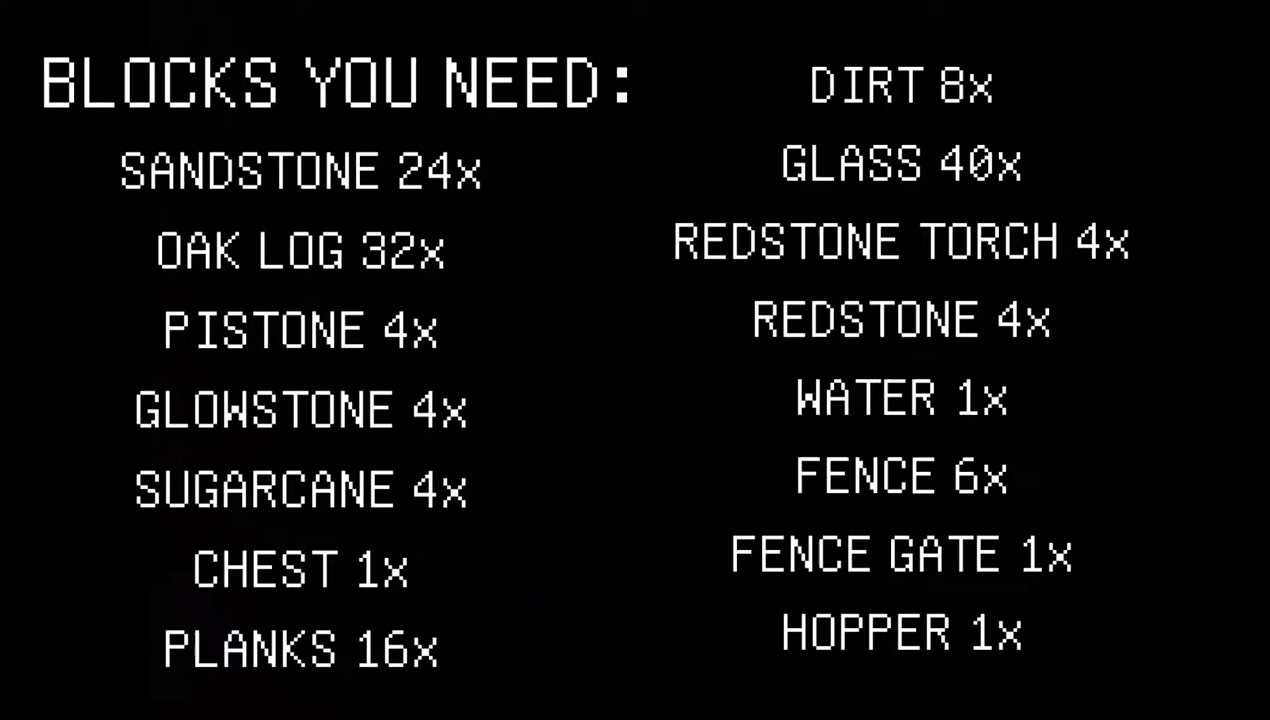 BLOCKS YOU NEED:
SANDSTONE 24x
OAK LOG 32x
PISTONE 4x
GLOWSTONE 4x
SUGARCANE 4x
CHEST 1x
PLANKS 16x
DIRT 8x
GLASS 40x
REDSTONE TORCH 4x
REDSTONE 4x
WATER 1x
FENCE 6x
FENCE GATE 1x
HOPPER 1x